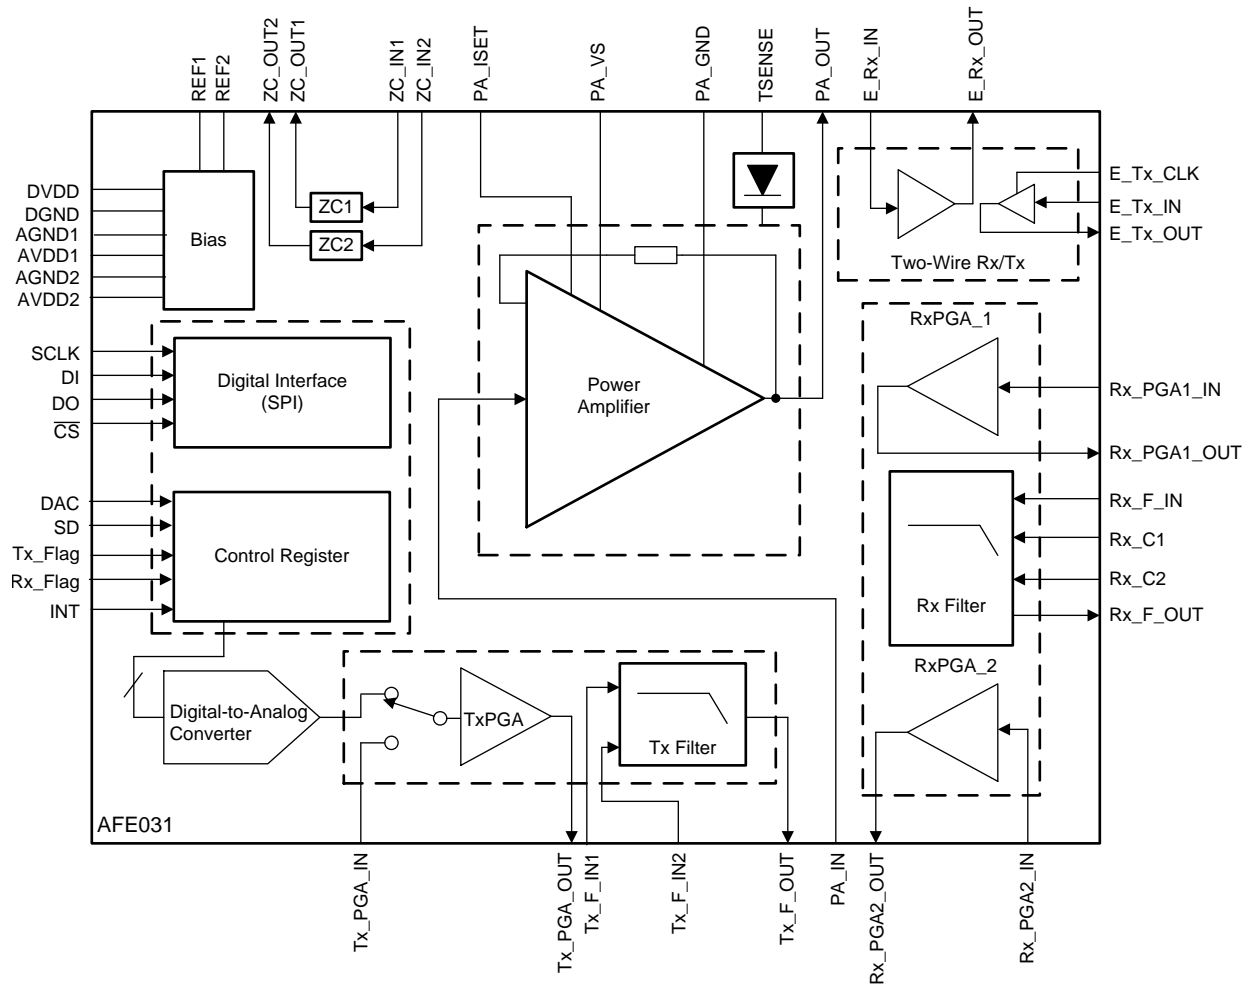 REF1
REF2
ZC_OUT2
ZC_OUT1
ZC_IN1
ZC_IN2
PA_ISET
PA_VS
PA_GND
TSENSE
PA_OUT
E_Rx_IN
E_Rx_OUT
DVDD
DGND
AGND1
AVDD1
AGND2
AVDD2
Bias
ZC1
ZC2
E_Tx_CLK
E_Tx_IN
E_Tx_OUT
Two-Wire Rx/Tx
SCLK
DI
DO
CS
Digital Interface
(SPI)
Power
Amplifier
RxPGA_1
Rx_PGA1_IN
Rx_PGA1_OUT
DAC
SD
Tx_Flag
Rx_Flag
INT
Control Register
Rx_F_IN
Rx_C1
Rx_C2
Rx_F_OUT
Rx Filter
RxPGA_2
Digital-to-Analog
Converter
TxPGA
Tx Filter
AFE031
Tx_PGA_IN
Tx_PGA_OUT
Tx_F_IN1
Tx_F_IN2
Tx_F_OUT
PA_IN
Rx_PGA2_OUT
Rx_PGA2_IN